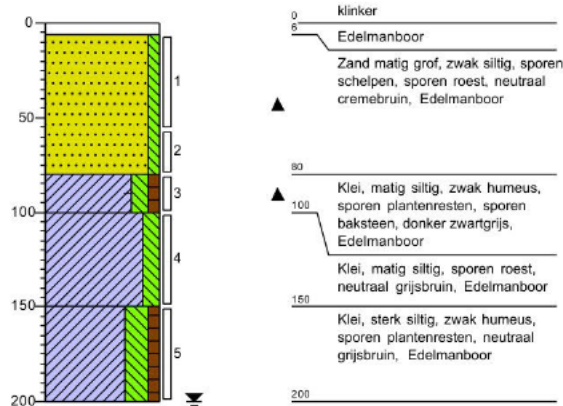 0
50
100
150
200
1
2
3
4
5
0
klinker
6
Edelmanboor
Zand matig grof, zwak siltig, sporen
schelpen, sporen roest, neutraal
cremebruin, Edelmanboor
80
Klei, matig siltig, zwak humeus,
sporen plantenresten, sporen
baksteen, donker zwartgrijs,
Edelmanboor
100
Klei, matig siltig, sporen roest,
neutraal grijsbruin, Edelmanboor
150
Klei, sterk siltig, zwak humeus,
sporen plantenresten, neutraal
grijsbruin, Edelmanboor
200